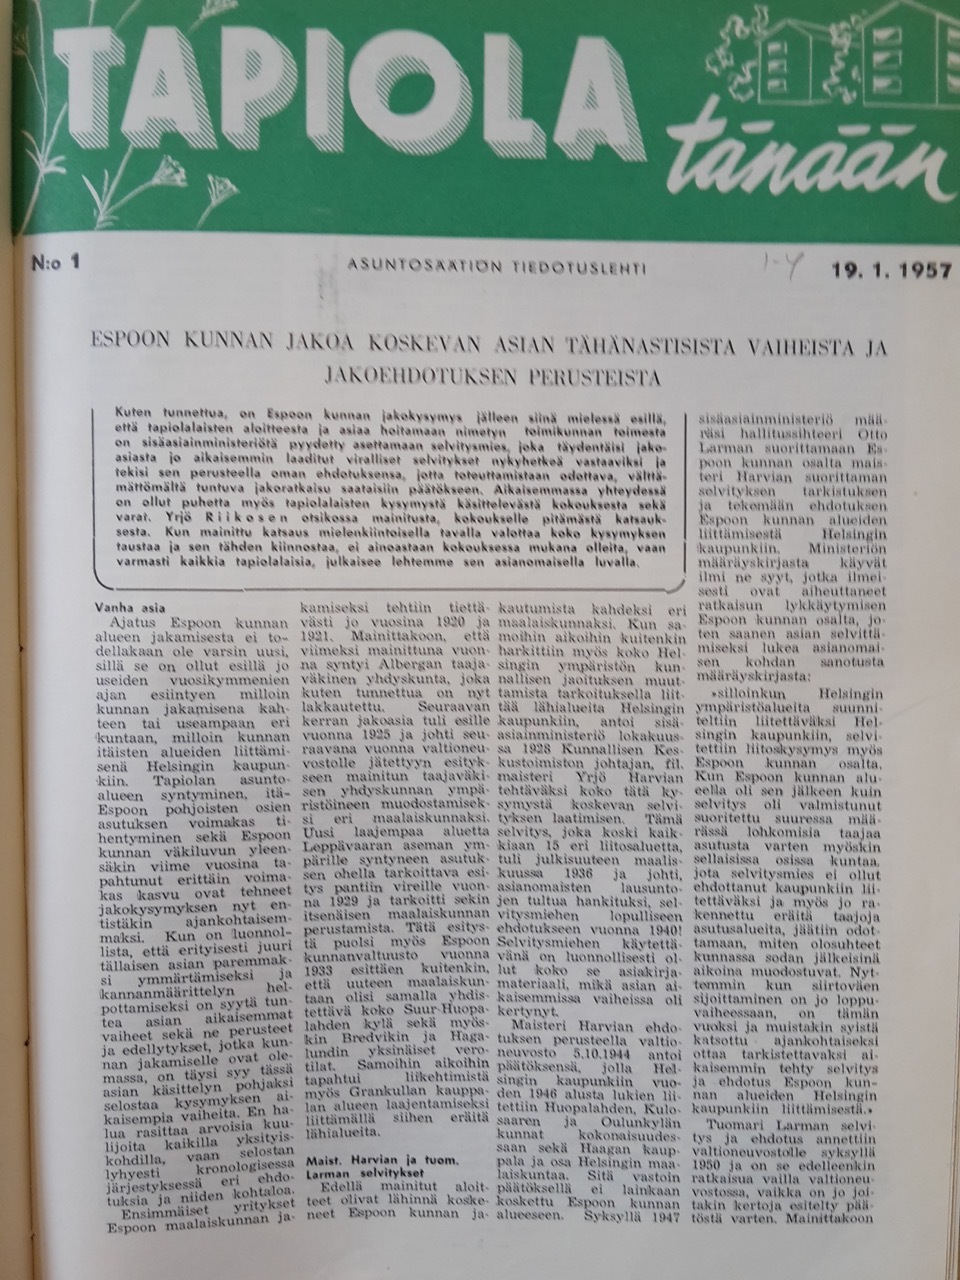 TAPIOLA
tänään
N:o 1
ASUNTOSÄÄTIÖN TIEDOTUSLEHTI
1-4
19. 1. 1957
ESPOON KUNNAN JAKOA KOSKEVAN ASIAN TÄHÄNASTISISTA VAIHEISTA JA
JAKOEHDOTUKSEN PERUSTEISTA
Kuten tunnettua, on Espoon kunnan jakokysymys jälleen siinä mielessä esillä,
että tapiolalaisten aloitteesta ja asiaa hoitamaan nimetyn toimikunnan toimesta
on sisäasiainministeriötä pyydetty asettamaan selvitysmies, joka täydentäisi jako-
asiasta jo aikaisemmin laaditut viralliset selvitykset nykyhetkeä vastaaviksi ja
tekisi sen perusteella oman ehdotuksensa, jotta toteuttamistaan odottava, välttä-
mättömältä tuntuva jakoratkaisu saataisiin päätökseen. Aikaisemmassa yhteydessä
on ollut puhetta myös tapiolalaisten kysymystä käsittelevästä kokouksesta sekä
varat. Yrjö Riikosen otsikossa mainitusta, kokoukselle pitämästä katsauk-
sesta. Kun mainittu katsaus mielenkiintoisella tavalla valottaa koko kysymyksen
taustaa ja sen tähden kiinnostaa, ei ainoastaan kokouksessa mukana olleita, vaan
varmasti kaikkia tapiolalaisia, julkaisee lehtemme sen asianomaisella luvalla.
Vanha asia
Ajatus Espoon kunnan
alueen jakamisesta ei to-
dellakaan ole varsin uusi,
sillä se on ollut esillä jo
useiden vuosikymmenien
ajan esiintyen milloin
kunnan jakamisena kah-
teen tai useampaan eri
kuntaan, milloin kunnan
itäisten alueiden liittämi-
senä Helsingin kaupun-
kiin. Tapiolan asunto-
alueen syntyminen, itä-
Espoon pohjoisten osien
asutuksen voimakas ti-
hentyminen sekä Espoon
kunnan väkiluvun yleen-
säkin viime vuosina ta-
pahtunut erittäin voima-
kas kasvu ovat tehneet
jakokysymyksen nyt en-
tistäkin ajankohtaisem-
maksi. Kun on luonnol-
lista, että erityisesti juuri
tällaisen asian paremmak-
si ymmärtämiseksi ja
kannanmäärittelyn hel-
pottamiseksi on syytä tun-
tea asian aikaisemmat
vaiheet sekä ne perusteet
ja edellytykset, jotka kun-
nan jakamiselle ovat ole-
massa, on täysi syy tässä
asian käsittelyn pohjaksi
selostaa kysymyksen ai-
kaisempia vaiheita. En ha-
lua rasittaa arvoisia kuu-
lijoita kaikilla yksityis-
kohdilla, vaan selostan
lyhyesti kronologisessa
järjestyksessä eri ehdo-
tuksia ja niiden kohtaloa.
Ensimmäiset yritykset
Espoon maalaiskunnan ja-
kamiseksi tehtiin tiettä-
västi jo vuosina 1920 ja
1921. Mainittakoon, että
viimeksi mainittuna vuon-
na syntyi Albergan taaja-
väkinen yhdyskunta, joka
kuten tunnettua on nyt
lakkautettu. Seuraavan
kerran jakoasia tuli esille
vuonna 1925 ja johti seu-
raavana vuonna valtioneu-
vostolle jätettyyn esityk-
seen mainitun taajaväki-
sen yhdyskunnan ympä-
ristöineen muodostamisek-
si eri maalaiskunnaksi.
Uusi laajempaa aluetta
Leppävaaran aseman ym-
pärille syntyneen asutuk-
sen ohella tarkoittava esi-
tys pantiin vireille vuon-
na 1929 ja tarkoitti sekin
itsenäisen maalaiskunnan
perustamista. Tätä esitys-
tä puolsi myös Espoon
kunnanvaltuusto vuonna
1933 esittäen kuitenkin,
että uuteen maalaiskun-
taan olisi samalla yhdis-
tettävä koko Suur-Huopa-
lahden kylä sekä myös-
kin Bredvikin ja Haga-
lundin yksinäiset vero-
tilat. Samoihin aikoihin
tapahtui liikehtimistä
myös Grankullan kauppa-
lan alueen laajentamiseksi
liittämällä siihen eräitä
lähialueita.
Maist. Harvian ja tuom.
Larman selvitykset
Edellä mainitut aloit-
teet olivat lähinnä koske-
neet Espoon kunnan ja-
kautumista kahdeksi eri
maalaiskunnaksi. Kun sa-
moihin aikoihin kuitenkin
harkittiin myös koko Hel-
singin ympäristön kun-
nallisen jaoituksen muut-
tamista tarkoituksella liit-
tää lähialueita Helsingin
kaupunkiin, antoi sisä-
asiainministeriö lokakuus-
sa 1928 Kunnallisen Kes-
kustoimiston johtajan, fil.
maisteri Yrjö Harvian
tehtäväksi koko tätä ky-
symystä koskevan selvi-
tyksen laatimisen. Tämä
selvitys, joka koski kaik-
kiaan 15 eri liitosaluetta,
tuli julkisuuteen maalis-
kuussa 1936 ja johti,
asianomaisten lausunto-
jen tultua hankituksi, sel-
vitysmiehen lopulliseen
ehdotukseen vuonna 1940!
Selvitysmiehen käytettä-
vänä on luonnollisesti ol-
lut koko se asiakirja-
materiaali, mikä asian ai-
kaisemmissa vaiheissa oli
kertynyt.
Maisteri Harvian ehdo-
tuksen perusteella valtio-
neuvosto 5.10.1944 antoi
päätöksensä, jolla Hel-
singin kaupunkiin vuo-
den 1946 alusta lukien lii-
tettiin Huopalahden, Kulo-
saaren ja Oulunkylän
kunnat kokonaisuudes-
saan sekä Haagan kaup-
pala ja osa Helsingin maa-
laiskuntaa. Sitä vastoin
päätöksellä ei lainkaan
koskettu Espoon kunnan
alueeseen. Syksyllä 1947
sisäasiainministeriö mää-
räsi hallitussihteeri Otto
Larman suorittamaan Es-
poon kunnan osalta mais-
teri Harvian suorittaman
selvityksen tarkistuksen
ja tekemään ehdotuksen
Espoon kunnan alueiden
liittämisestä Helsingin
kaupunkiin. Ministeriön
määräyskirjasta käyvät
ilmi ne syyt, jotka ilmei-
sesti ovat aiheuttaneet
ratkaisun lykkäytymisen
Espoon kunnan osalta, jo-
ten saanen asian selvittä-
miseksi lukea asianomai-
sen kohdan sanotusta
määräyskirjasta:
»silloinkun Helsingin
ympäristöalueita suunni-
teltiin liitettäväksi Hel-
singin kaupunkiin, selvi-
tettiin liitoskysymys myös
Espoon kunnan osalta.
Kun Espoon kunnan alu-
eella oli sen jälkeen kuin
selvitys oli valmistunut
suoritettu suuressa mää-
rässä lohkomisia taajaa
asutusta varten myöskin
sellaisissa osissa kuntaa,
jota selvitysmies ei ollut
ehdottanut kaupunkiin lii-
tettäväksi ja myös jo ra-
kennettu eräitä taajoja
asutusalueita, jäätiin odot-
tamaan, miten olosuhteet
kunnassa sodan jälkeisinä
aikoina muodostuvat. Nyt-
temmin kun siirtoväen
sijoittaminen on jo loppu-
vaiheessaan, on tämän
vuoksi ja muistakin syistä
katsottu ajankohtaiseksi
ottaa tarkistettavaksi ai-
kaisemmin tehty selvitys
ja ehdotus Espoon kun-
nan alueiden Helsingin
kaupunkiin liittämisestä.»
Tuomari Larman selvi-
tys ja ehdotus annettiin
valtioneuvostolle syksyllä
1950 ja on se edelleenkin
ratkaisua vailla valtioneu-
vostossa, vaikka on jo joi-
takin kertoja esitelty pää-
töstä varten. Mainittakoon